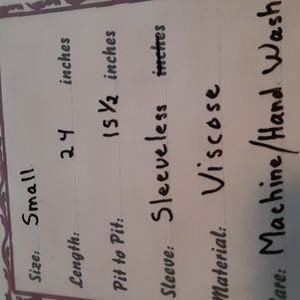 Size: Small
Length: 24 inches
Pit to Pit: 15 ½ inches
Sleeve: Sleeveless inches
Material: Viscose
Care: Machine/Hand Wash